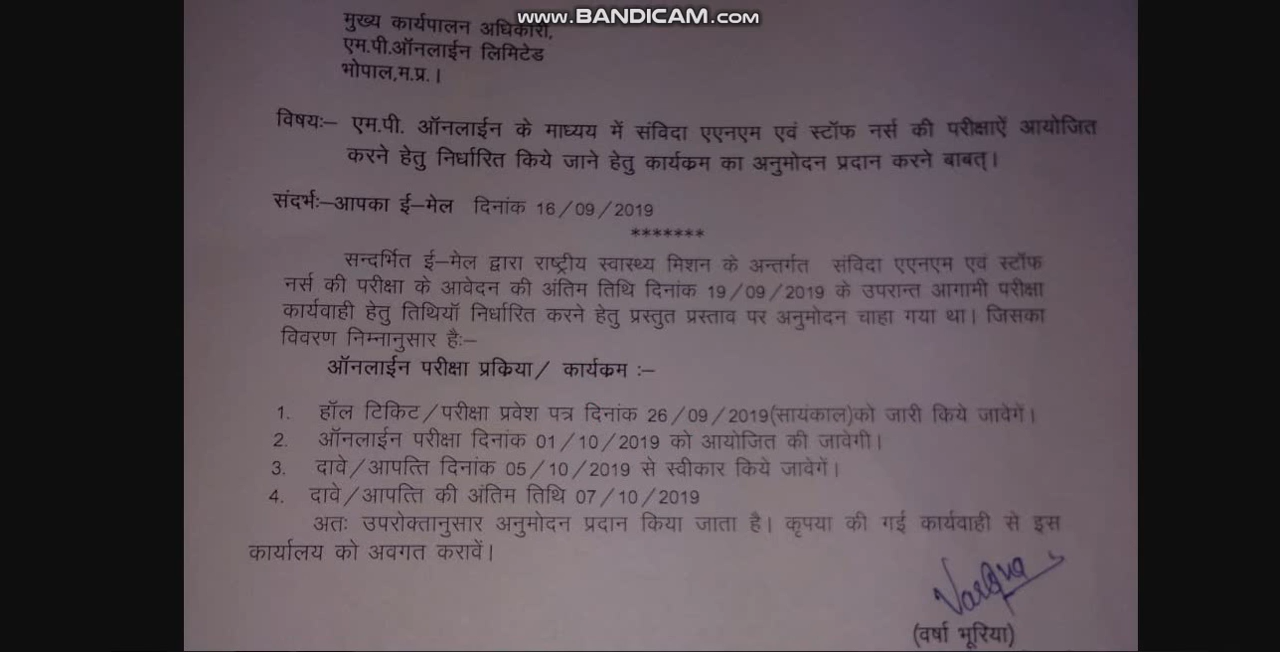 www.BANDICAM.com
मुख्य कार्यपालन अधिकारी,
एम.पी.ऑनलाईन लिमिटेड
भोपाल,म.प्र.।
विषयः– एम.पी. ऑनलाईन के माध्यय में संविदा एएनएम एवं स्टॉफ नर्स की परीक्षाऐं आयोजित
करने हेतु निर्धारित किये जाने हेतु कार्यक्रम का अनुमोदन प्रदान करने बाबत्।
संदर्भः–आपका ई–मेल दिनांक 16/09/2019
*******
सन्दर्भित ई–मेल द्वारा राष्ट्रीय स्वास्थ्य मिशन के अन्तर्गत संविदा एएनएम एवं स्टॉफ
नर्स की परीक्षा के आवेदन की अंतिम तिथि दिनांक 19/09/2019 के उपरान्त आगामी परीक्षा
कार्यवाही हेतु तिथियॉ निर्धारित करने हेतु प्रस्तुत प्रस्ताव पर अनुमोदन चाहा गया था। जिसका
विवरण निम्नानुसार हैः–
ऑनलाईन परीक्षा प्रक्रिया/ कार्यक्रम :–
1. हॉल टिकिट/परीक्षा प्रवेश पत्र दिनांक 26/09/2019(सायंकाल)को जारी किये जावेगें।
2. ऑनलाईन परीक्षा दिनांक 01/10/2019 को आयोजित की जावेगी।
3. दावे/आपत्ति दिनांक 05/10/2019 से स्वीकार किये जावेगें।
4. दावे/आपत्ति की अंतिम तिथि 07/10/2019
अतः उपरोक्तानुसार अनुमोदन प्रदान किया जाता है। कृपया की गई कार्यवाही से इस
कार्यालय को अवगत करावें।
Varsha
(वर्षा भूरिया)